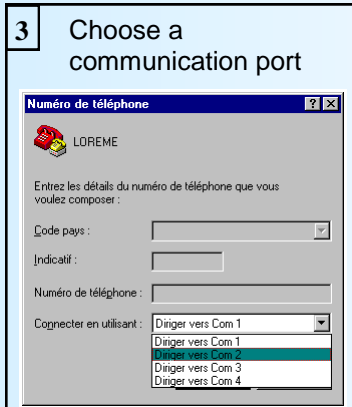 3 Choose a
communication port
Numéro de téléphone
LOREME
Entrez les détails du numéro de téléphone que vous
voulez composer :
Code pays :
Indicatif :
Numéro de téléphone :
Connecter en utilisant : Diriger vers Com 1
Diriger vers Com 1
Diriger vers Com 2
Diriger vers Com 3
Diriger vers Com 4